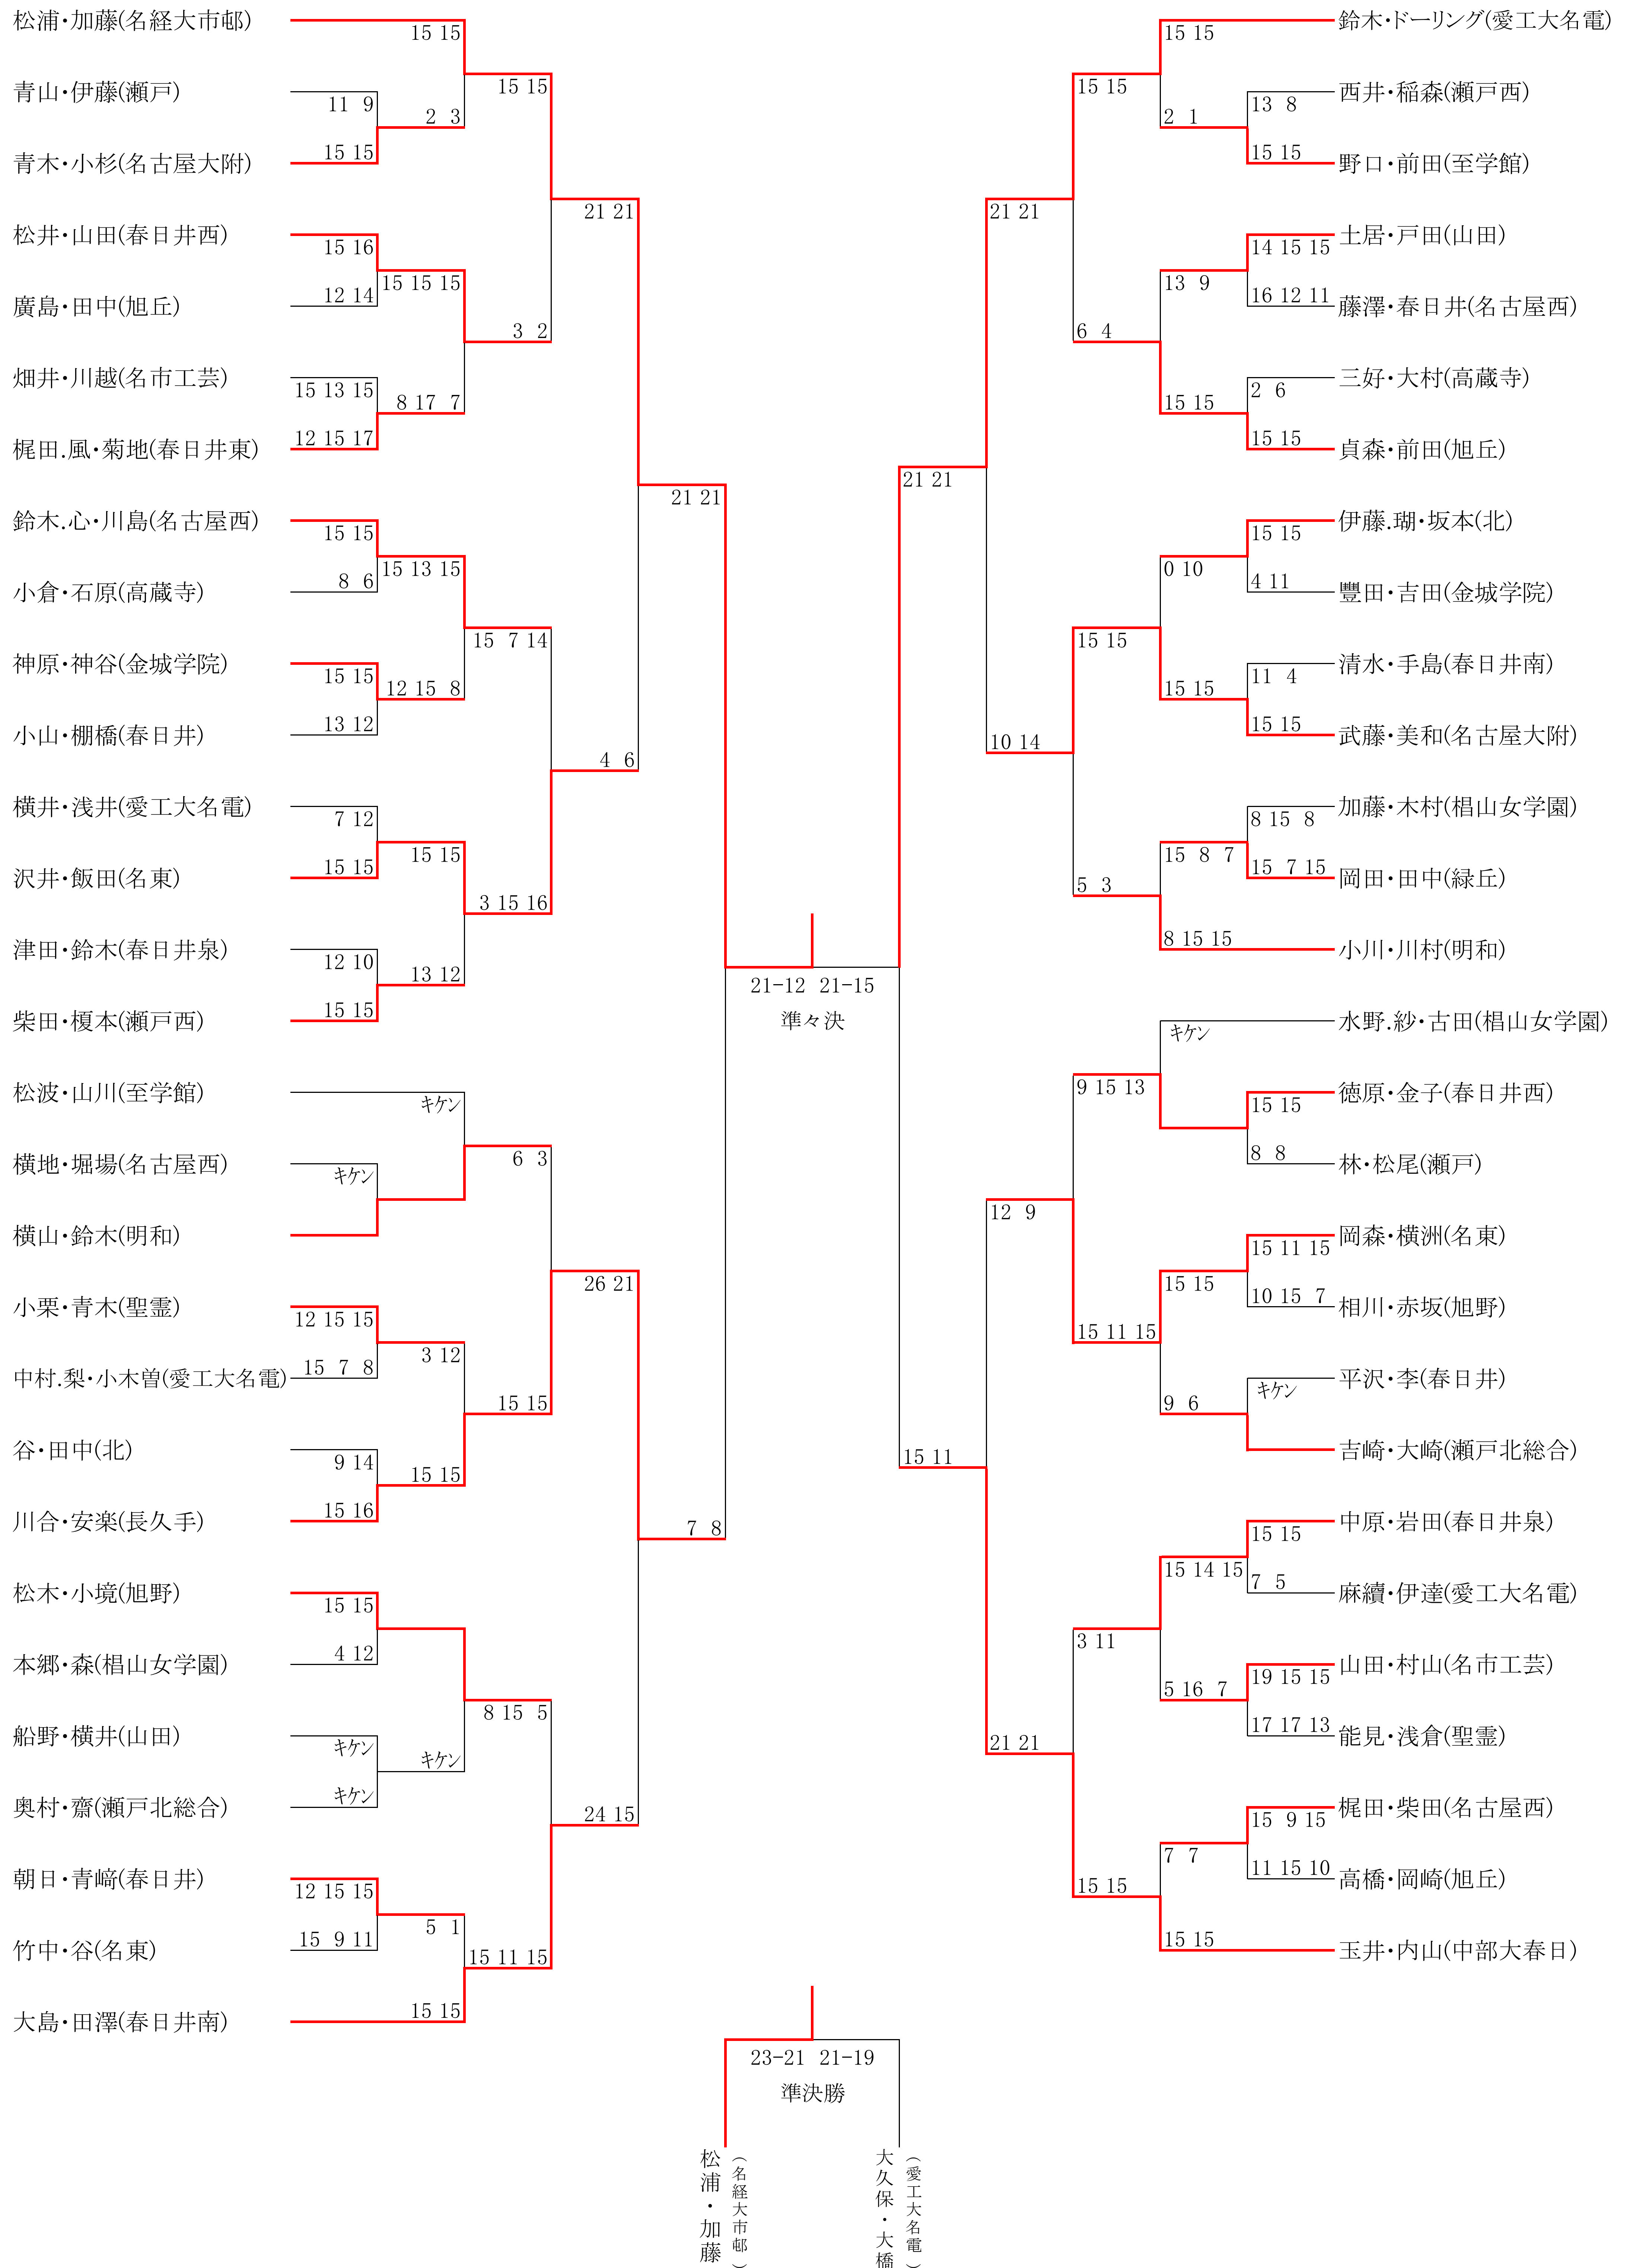 松浦・加藤(名経大市邨)
15 15
15 15
青山・伊藤(瀬戸)
11 9
2 3
青木・小杉(名古屋大附)
15 15
21 21
松井・山田(春日井西)
15 16
15 15 15
廣島・田中(旭丘)
12 14
3 2
畑井・川越(名市工芸)
15 13 15
8 17 7
梶田.風・菊地(春日井東)
12 15 17
21 21
鈴木.心・川島(名古屋西)
15 15
15 13 15
小倉・石原(高蔵寺)
8 6
15 7 14
神原・神谷(金城学院)
15 15
12 15 8
小山・棚橋(春日井)
13 12
4 6
横井・浅井(愛工大名電)
7 12
沢井・飯田(名東)
15 15
15 15
3 15 16
津田・鈴木(春日井泉)
12 10
13 12
柴田・榎本(瀬戸西)
15 15
松波・山川(至学館)
キケン
横地・堀場(名古屋西)
キケン
6 3
横山・鈴木(明和)
26 21
小栗・青木(聖霊)
12 15 15
3 12
中村.梨・小木曽(愛工大名電)
15 7 8
15 15
谷・田中(北)
9 14
15 15
川合・安楽(長久手)
15 16
7 8
松木・小境(旭野)
15 15
本郷・森(椙山女学園)
4 12
8 15 5
船野・横井(山田)
キケン
キケン
奥村・齋(瀬戸北総合)
キケン
24 15
朝日・青﨑(春日井)
12 15 15
5 1
竹中・谷(名東)
15 9 11
15 11 15
大島・田澤(春日井南)
15 15
鈴木・ドーリング(愛工大名電)
15 15
15 15
西井・稲森(瀬戸西)
13 8
2 1
野口・前田(至学館)
15 15
21 21
土居・戸田(山田)
14 15 15
13 9
藤澤・春日井(名古屋西)
16 12 11
6 4
三好・大村(高蔵寺)
2 6
15 15
貞森・前田(旭丘)
15 15
21 21
伊藤.瑚・坂本(北)
15 15
0 10
豐田・吉田(金城学院)
4 11
15 15
清水・手島(春日井南)
11 4
15 15
武藤・美和(名古屋大附)
15 15
10 14
加藤・木村(椙山女学園)
8 15 8
15 8 7
岡田・田中(緑丘)
15 7 15
5 3
小川・川村(明和)
8 15 15
21-12 21-15
準々決
水野.紗・古田(椙山女学園)
キケン
9 15 13
徳原・金子(春日井西)
15 15
林・松尾(瀬戸)
8 8
12 9
岡森・横洲(名東)
15 11 15
15 15
相川・赤坂(旭野)
10 15 7
15 11 15
平沢・李(春日井)
キケン
9 6
吉崎・大崎(瀬戸北総合)
15 11
中原・岩田(春日井泉)
15 15
15 14 15
麻續・伊達(愛工大名電)
7 5
3 11
山田・村山(名市工芸)
19 15 15
5 16 7
能見・浅倉(聖霊)
17 17 13
21 21
梶田・柴田(名古屋西)
15 9 15
7 7
高橋・岡崎(旭丘)
11 15 10
15 15
玉井・内山(中部大春日)
15 15
23-21 21-19
準決勝
松浦・加藤
(名経大市邨)
大久保・大橋
(愛工大名電)